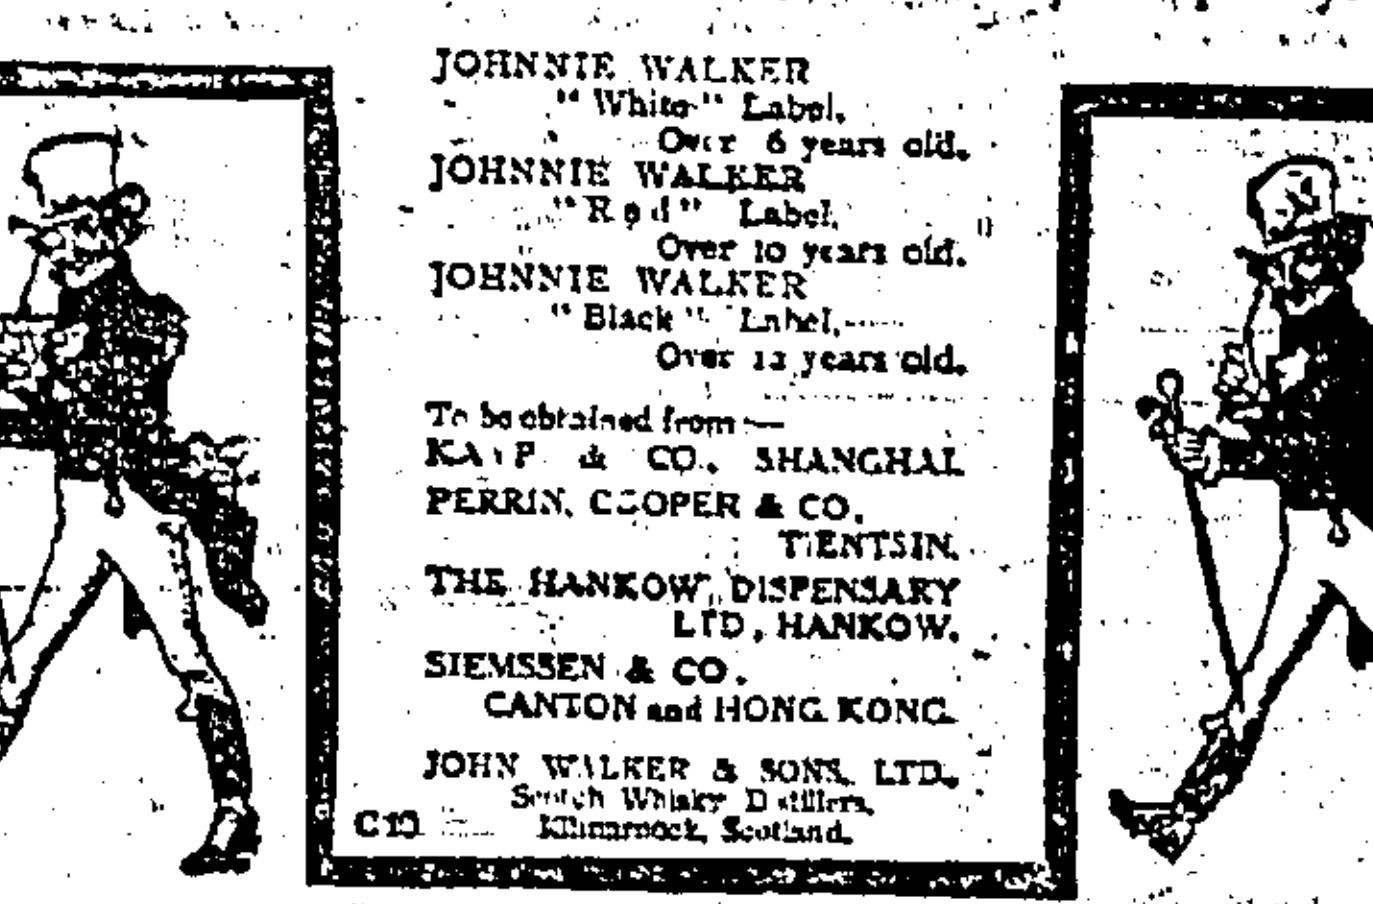 JOHNNIE WALKER
"White" Label,
Over 6 years old.
JOHNNIE WALKER
"Red" Label,
Over 10 years old.
JOHNNIE WALKER
"Black" Label,
Over 12 years old.
To be obtained from:—
& CO., SHANGHAI.
PERRIN, COOPER & CO.,
TIENTSIN.
THE HANKOW DISPENSARY
LTD., HANKOW.
SIEMSSEN & CO.
CANTON and HONG KONG.
JOHN WALKER & SONS, LTD.,
Scotch Whisky Distillers,
Kilmarnock, Scotland.